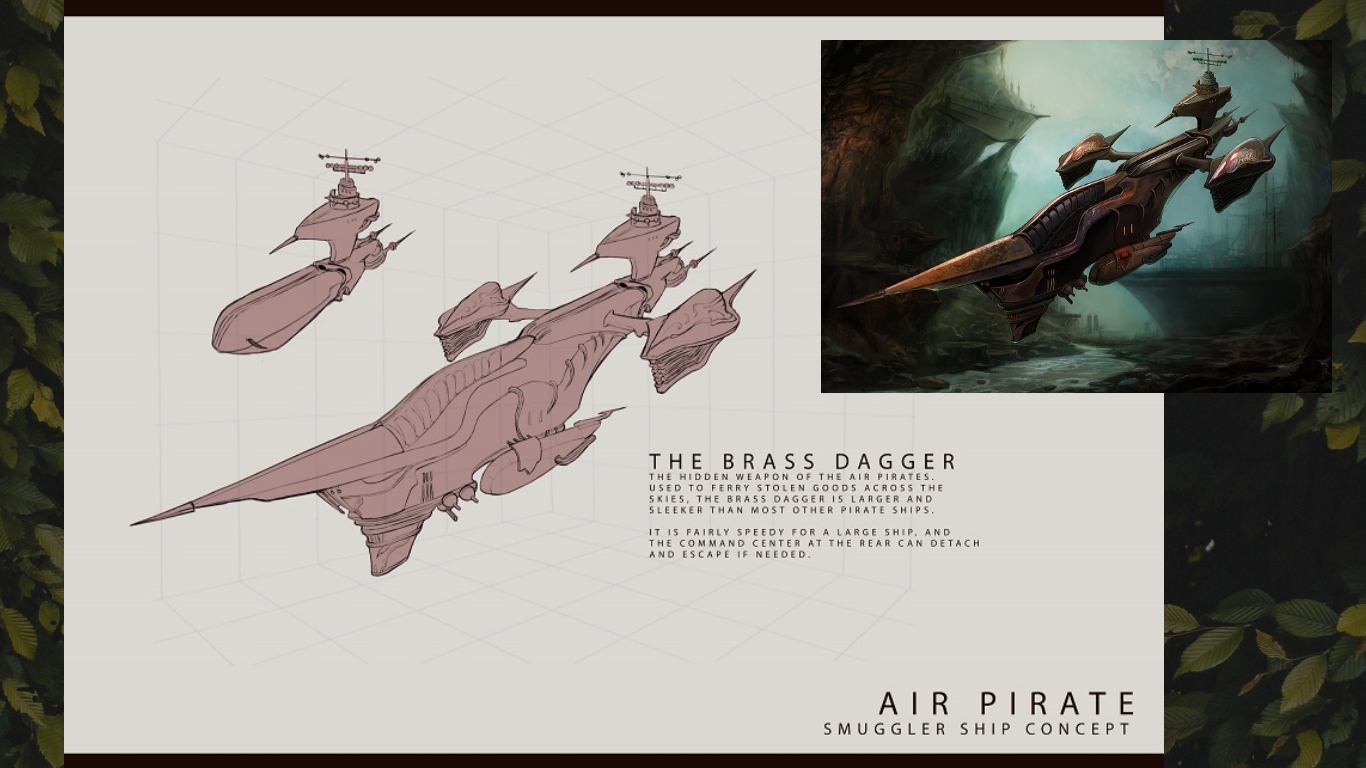 THE BRASS DAGGER
THE HIDDEN WEAPON OF THE AIR PIRATES.
USED TO FERRY STOLEN GOODS ACROSS THE
SKIES, THE BRASS DAGGER IS LARGER AND
SLEEKER THAN MOST OTHER PIRATE SHIPS.
IT IS FAIRLY SPEEDY FOR A LARGE SHIP, AND
THE COMMAND CENTER AT THE REAR CAN DETACH
AND ESCAPE IF NEEDED.
AIR PIRATE
SMUGGLER SHIP CONCEPT